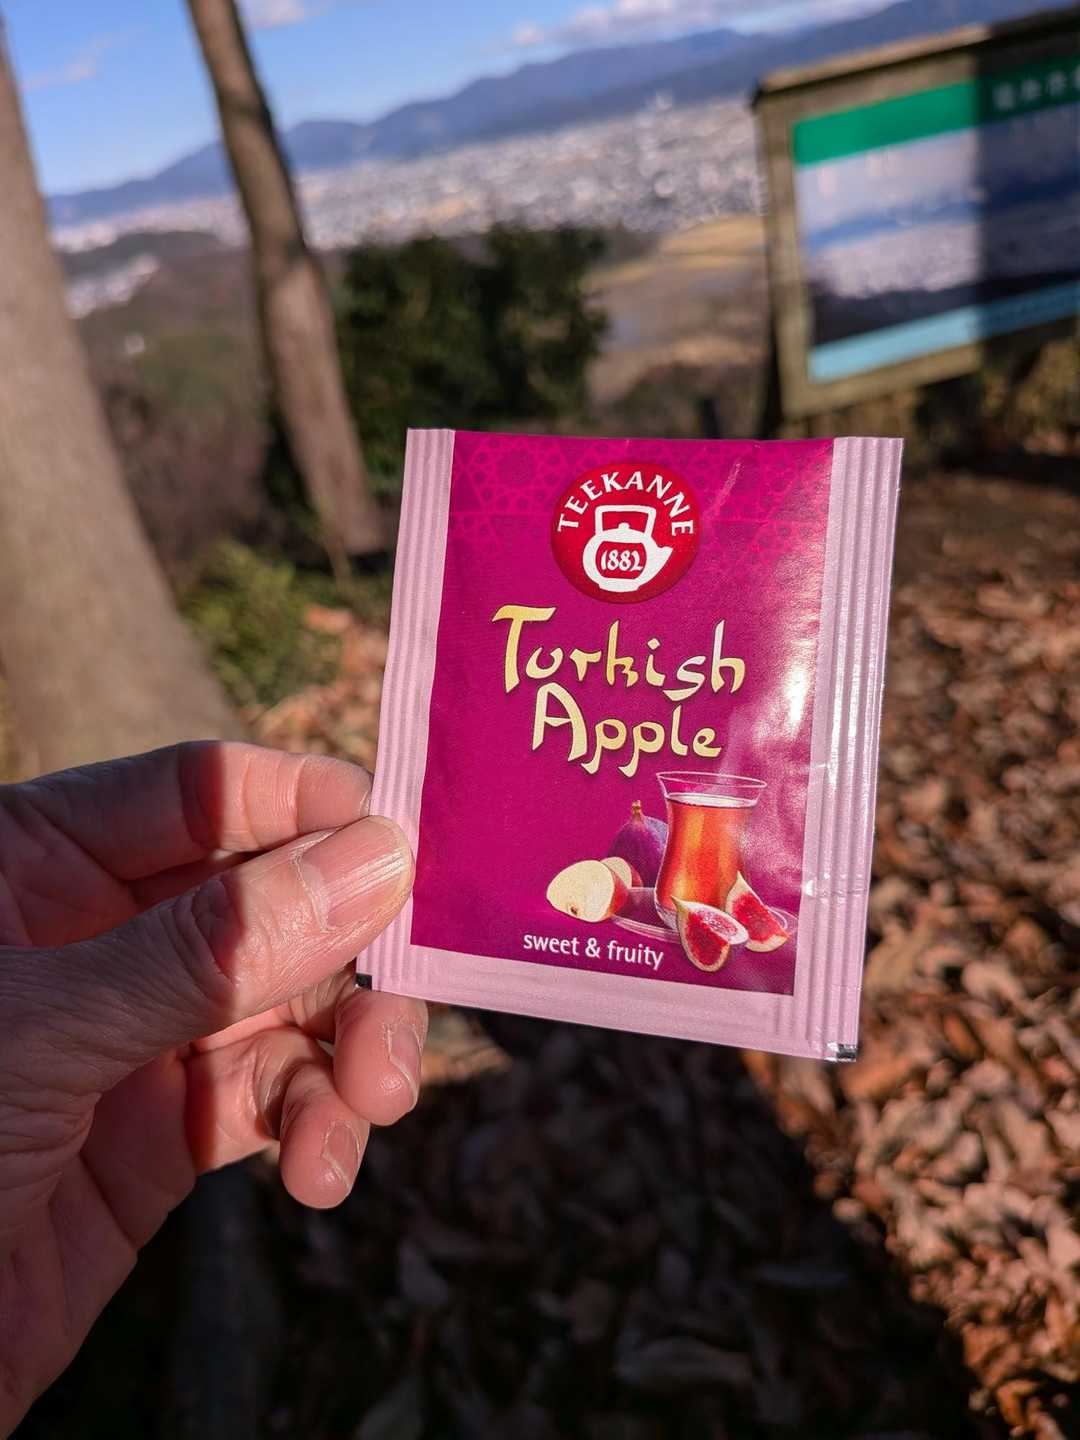 TEEKANNE
1882
Turkish
Apple
sweet & fruity